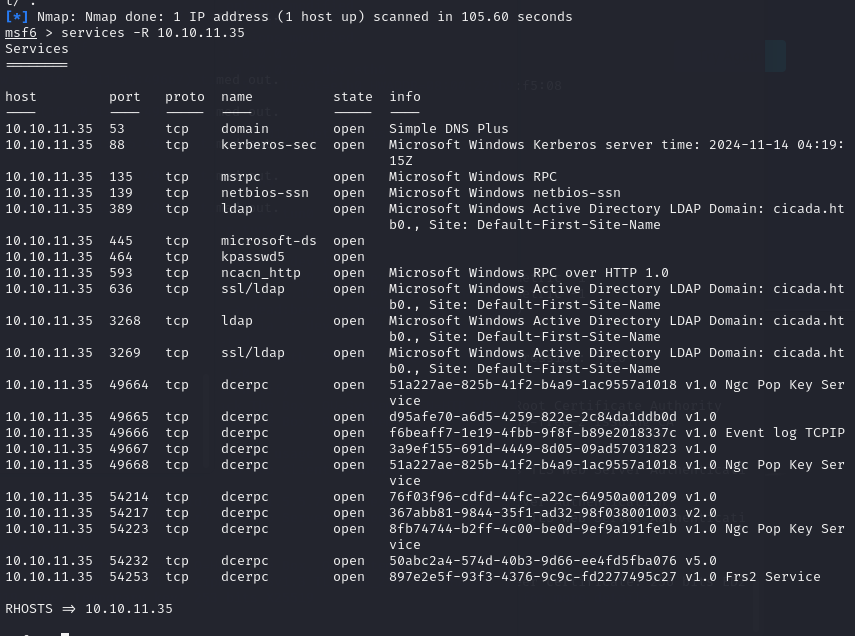 [*] Nmap: Nmap done: 1 IP address (1 host up) scanned in 105.60 seconds
msf6 > services -R 10.10.11.35
Services
========
host port proto name state info
---- ---- ----- ---- ----- ----
10.10.11.35 53 tcp domain open Simple DNS Plus
10.10.11.35 88 tcp kerberos-sec open Microsoft Windows Kerberos server time: 2024-11-14 04:19:
15Z
10.10.11.35 135 tcp msrpc open Microsoft Windows RPC
10.10.11.35 139 tcp netbios-ssn open Microsoft Windows netbios-ssn
10.10.11.35 389 tcp ldap open Microsoft Windows Active Directory LDAP Domain: cicada.ht
b0., Site: Default-First-Site-Name
10.10.11.35 445 tcp microsoft-ds open
10.10.11.35 464 tcp kpasswd5 open
10.10.11.35 593 tcp ncacn_http open Microsoft Windows RPC over HTTP 1.0
10.10.11.35 636 tcp ssl/ldap open Microsoft Windows Active Directory LDAP Domain: cicada.ht
b0., Site: Default-First-Site-Name
10.10.11.35 3268 tcp ldap open Microsoft Windows Active Directory LDAP Domain: cicada.ht
b0., Site: Default-First-Site-Name
10.10.11.35 3269 tcp ssl/ldap open Microsoft Windows Active Directory LDAP Domain: cicada.ht
b0., Site: Default-First-Site-Name
10.10.11.35 49664 tcp dcerpc open 51a227ae-825b-41f2-b4a9-1ac9557a1018 v1.0 Ngc Pop Key Ser
vice
10.10.11.35 49665 tcp dcerpc open d95afe70-a6d5-4259-822e-2c84da1ddb0d v1.0
10.10.11.35 49666 tcp dcerpc open f6beaff7-1e19-4fbb-9f8f-b89e2018337c v1.0 Event log TCPIP
10.10.11.35 49667 tcp dcerpc open 3a9ef155-691d-4449-8d05-09ad57031823 v1.0
10.10.11.35 49668 tcp dcerpc open 51a227ae-825b-41f2-b4a9-1ac9557a1018 v1.0 Ngc Pop Key Ser
vice
10.10.11.35 54214 tcp dcerpc open 76f03f96-cdfd-44fc-a22c-64950a001209 v1.0
10.10.11.35 54217 tcp dcerpc open 367abb81-9844-35f1-ad32-98f038001003 v2.0
10.10.11.35 54223 tcp dcerpc open 8fb74744-b2ff-4c00-be0d-9ef9a191fe1b v1.0 Ngc Pop Key Ser
vice
10.10.11.35 54232 tcp dcerpc open 50abc2a4-574d-40b3-9d66-ee4fd5fba076 v5.0
10.10.11.35 54253 tcp dcerpc open 897e2e5f-93f3-4376-9c9c-fd2277495c27 v1.0 Frs2 Service
RHOSTS => 10.10.11.35